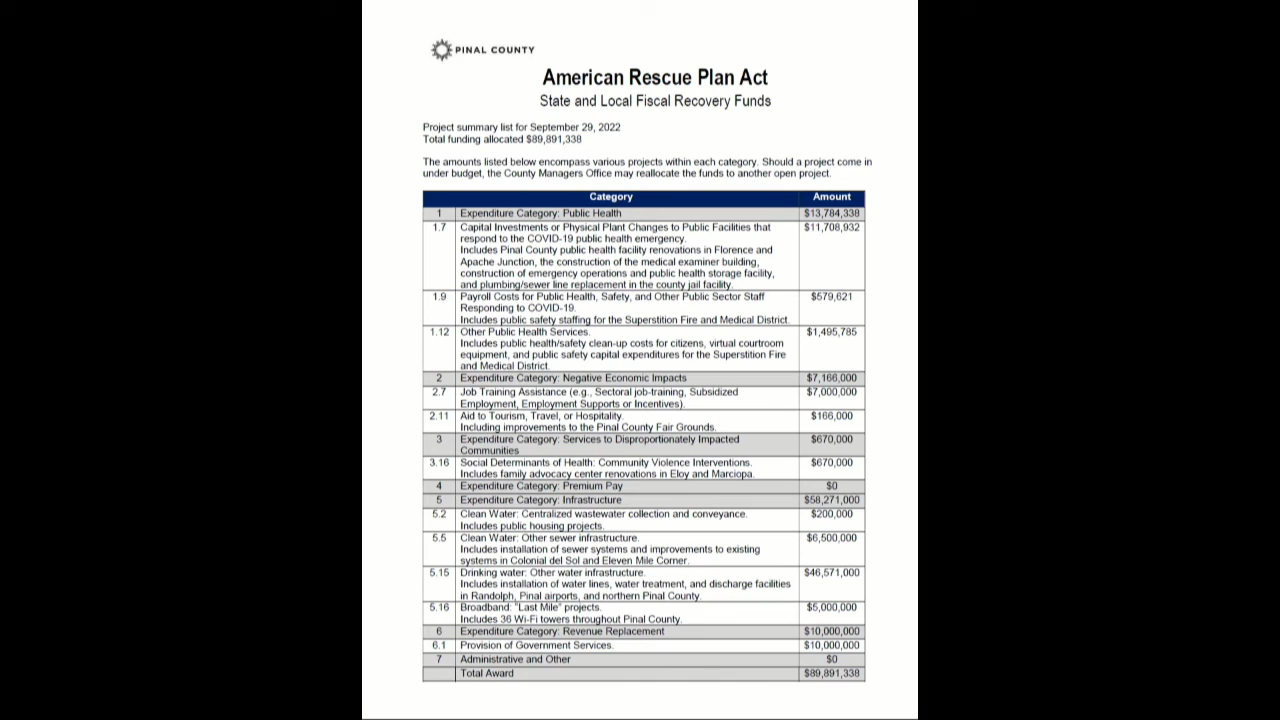 PINAL COUNTY
American Rescue Plan Act
State and Local Fiscal Recovery Funds
Project summary list for September 29, 2022
Total funding allocated $89,891,338
The amounts listed below encompass various projects within each category. Should a project come in
under budget, the County Managers Office may reallocate the funds to another open project.
Category Amount
1 Expenditure Category: Public Health $13,784,338
1.7 Capital Investments or Physical Plant Changes to Public Facilities that $11,708,932
respond to the COVID-19 public health emergency.
Includes Pinal County public health facility renovations in Florence and
Apache Junction, the construction of the medical examiner building,
construction of emergency operations and public health storage facility,
and plumbing/sewer line replacement in the county jail facility.
1.9 Payroll Costs for Public Health, Safety, and Other Public Sector Staff $579,621
Responding to COVID-19.
Includes public safety staffing for the Superstition Fire and Medical District.
1.12 Other Public Health Services. $1,495,785
Includes public health/safety clean-up costs for citizens, virtual courtroom
equipment, and public safety capital expenditures for the Superstition Fire
and Medical District.
2 Expenditure Category: Negative Economic Impacts $7,166,000
2.7 Job Training Assistance (e.g., Sectoral job-training, Subsidized $7,000,000
Employment, Employment Supports or Incentives).
2.11 Aid to Tourism, Travel, or Hospitality. $166,000
Including improvements to the Pinal County Fair Grounds.
3 Expenditure Category: Services to Disproportionately Impacted $670,000
Communities
3.16 Social Determinants of Health: Community Violence Interventions. $670,000
Includes family advocacy center renovations in Eloy and Marciopa.
4 Expenditure Category: Premium Pay $0
5 Expenditure Category: Infrastructure $58,271,000
5.2 Clean Water: Centralized wastewater collection and conveyance. $200,000
Includes public housing projects.
5.5 Clean Water: Other sewer infrastructure. $6,500,000
Includes installation of sewer systems and improvements to existing
systems in Colonial del Sol and Eleven Mile Corner.
5.15 Drinking water: Other water infrastructure. $46,571,000
Includes installation of water lines, water treatment, and discharge facilities
in Randolph, Pinal airports, and northern Pinal County.
5.16 Broadband: "Last Mile" projects. $5,000,000
Includes 36 Wi-Fi towers throughout Pinal County.
6 Expenditure Category: Revenue Replacement $10,000,000
6.1 Provision of Government Services. $10,000,000
7 Administrative and Other $0
Total Award $89,891,338